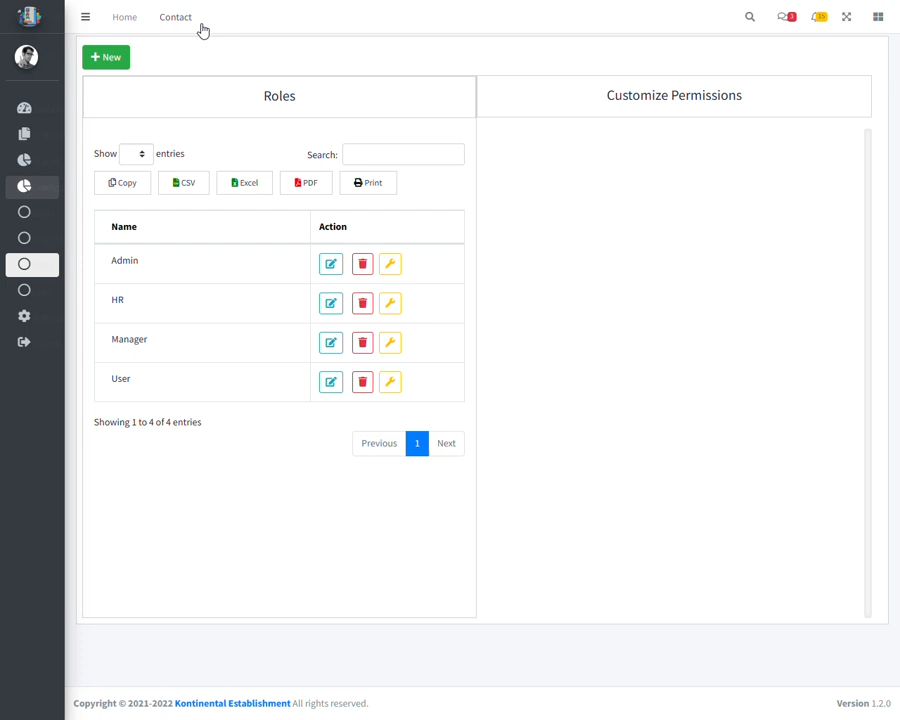 Home Contact 3 15
New
Roles
Customize Permissions
Show entries Search:
Copy CSV Excel PDF Print
Name Action
Admin
HR
Manager
User
Showing 1 to 4 of 4 entries
Previous 1 Next
Copyright © 2021-2022 Kontinental Establishment All rights reserved. Version 1.2.0